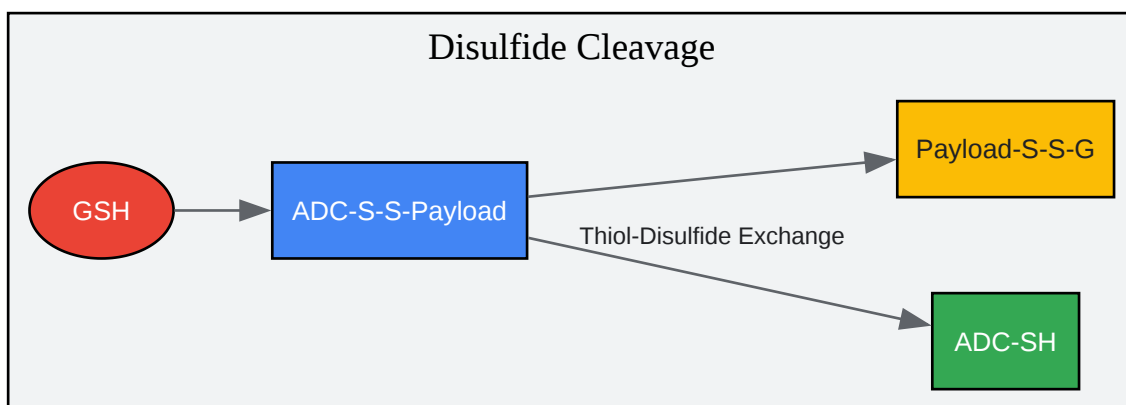 Disulfide Cleavage
GSH
ADC-S-S-Payload
Payload-S-S-G
Thiol-Disulfide Exchange
ADC-SH